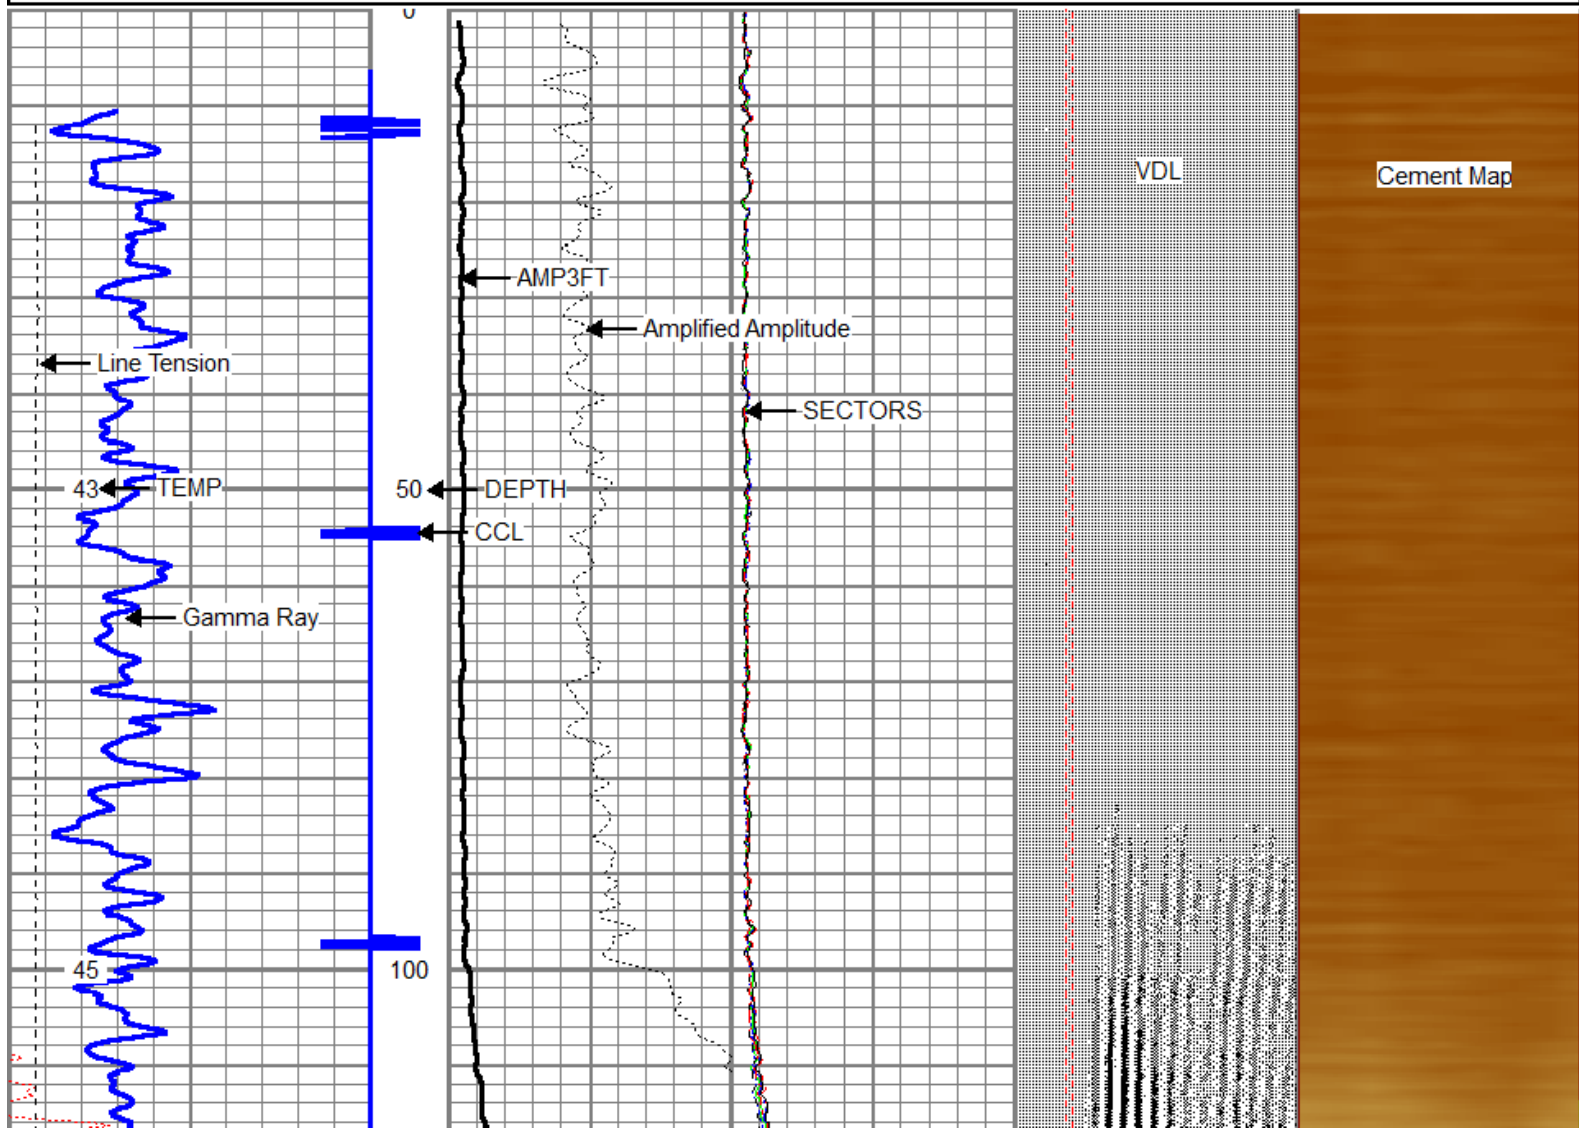 0
VDL
Cement Map
AMP3FT
Amplified Amplitude
Line Tension
SECTORS
43 TEMP 50 DEPTH
CCL
Gamma Ray
45 100